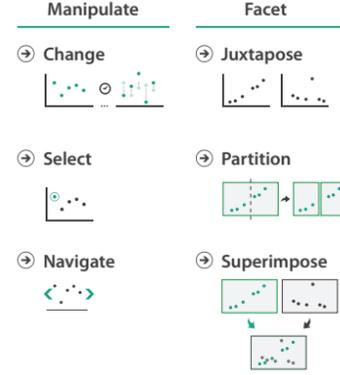 Manipulate
Change
...
Select
Navigate
Facet
Juxtapose
Partition
Superimpose